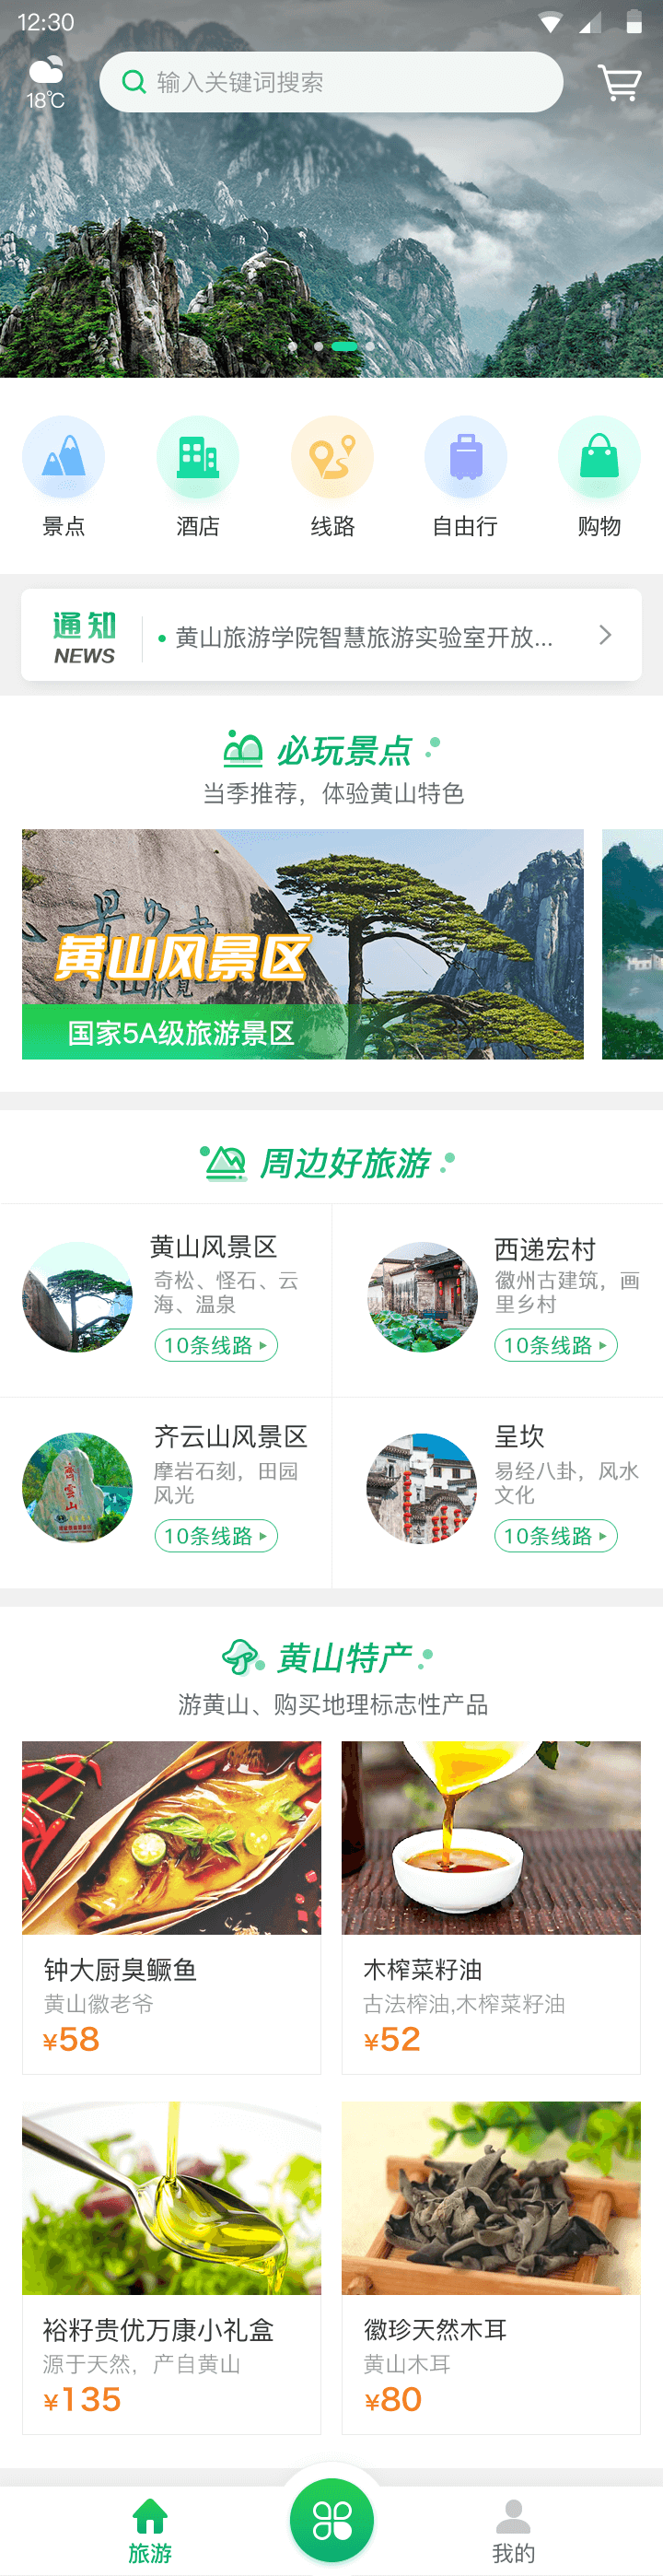 12:30
18℃
输入关键词搜索
景点
酒店
线路
自由行
购物
通知
NEWS
黄山旅游学院智慧旅游实验室开放...
必玩景点
当季推荐，体验黄山特色
黄山风景区
国家5A级旅游景区
周边好旅游
黄山风景区
奇松、怪石、云
海、温泉
10条线路
西递宏村
徽州古建筑，画
里乡村
10条线路
齐云山风景区
摩岩石刻，田园
风光
10条线路
呈坎
易经八卦，风水
文化
10条线路
黄山特产
游黄山、购买地理标志性产品
钟大厨臭鳜鱼
黄山徽老爷
¥58
木榨菜籽油
古法榨油,木榨菜籽油
¥52
裕籽贵优万康小礼盒
源于天然，产自黄山
¥135
徽珍天然木耳
黄山木耳
¥80
旅游
我的